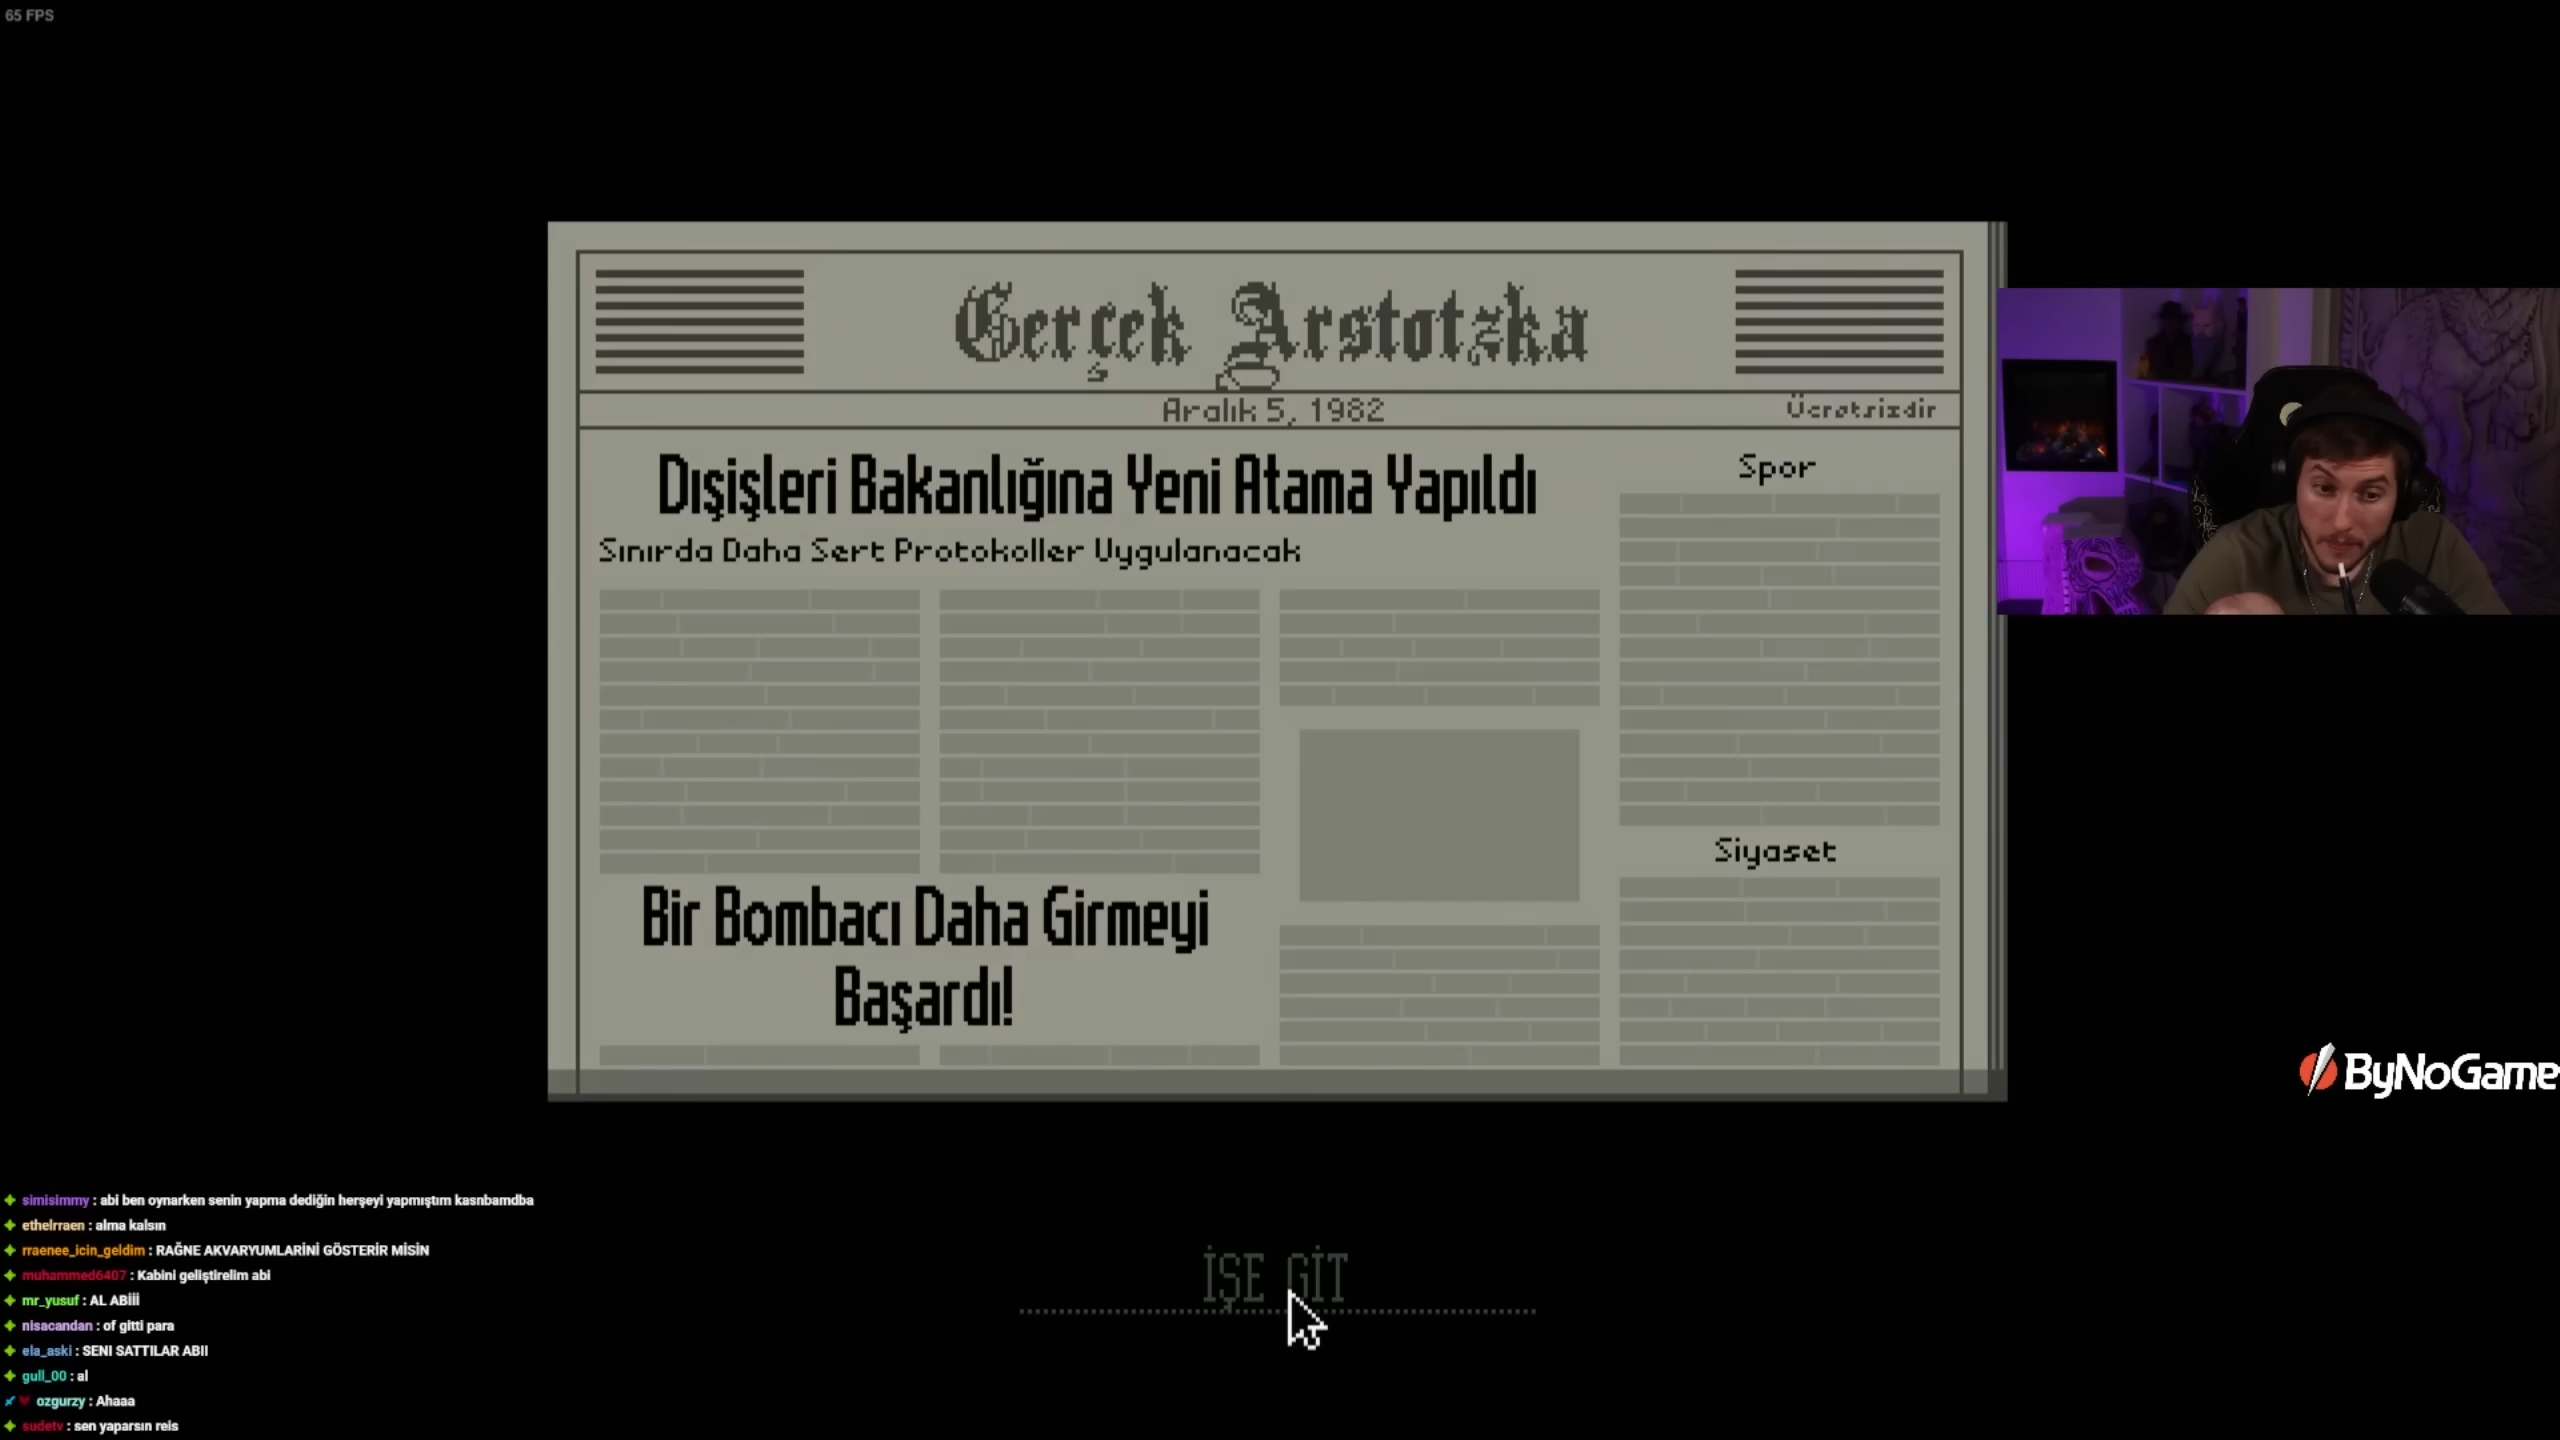 65 FPS
Gerçek Arstotzka
Aralık 5, 1982
Ücretsizdir
Dışişleri Bakanlığına Yeni Atama Yapıldı
Sınırda Daha Sert Protokoller Uygulanacak
Spor
Siyaset
Bir Bombacı Daha Girmeyi
Başardı!
İŞE GİT
ByNoGame
simisimmy : abi ben oynarken senin yapma dediğin herşeyi yapmıştım kasnbamdba
ethelrraen : alma kalsın
rraenee_icin_geldim : RAĞNE AKVARYUMLARİNİ GÖSTERİR MİSİN
muhammed6407 : Kabini geliştirelim abi
mr_yusuf : AL ABİİİ
nisacandan : of gitti para
ela_aski : SENI SATTILAR ABII
gull_00 : al
ozgurzy : Ahaaa
sudetv : sen yaparsın reis